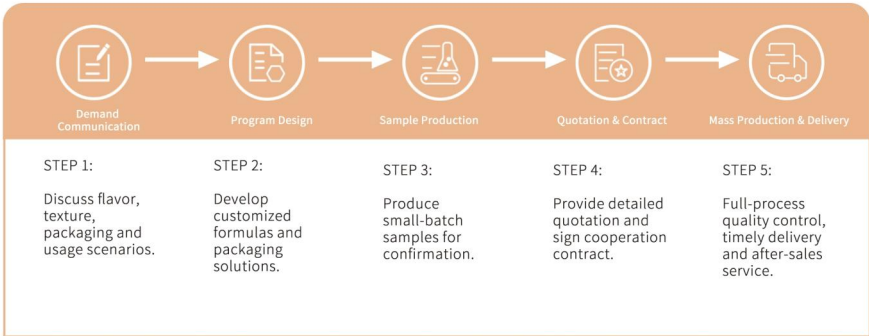 Demand
Communication
Program Design
Sample Production
Quotation & Contract
Mass Production & Delivery
STEP 1:
Discuss flavor,
texture,
packaging and
usage scenarios.
STEP 2:
Develop
customized
formulas and
packaging
solutions.
STEP 3:
Produce
small-batch
samples for
confirmation.
STEP 4:
Provide detailed
quotation and
sign cooperation
contract.
STEP 5:
Full-process
quality control,
timely delivery
and after-sales
service.